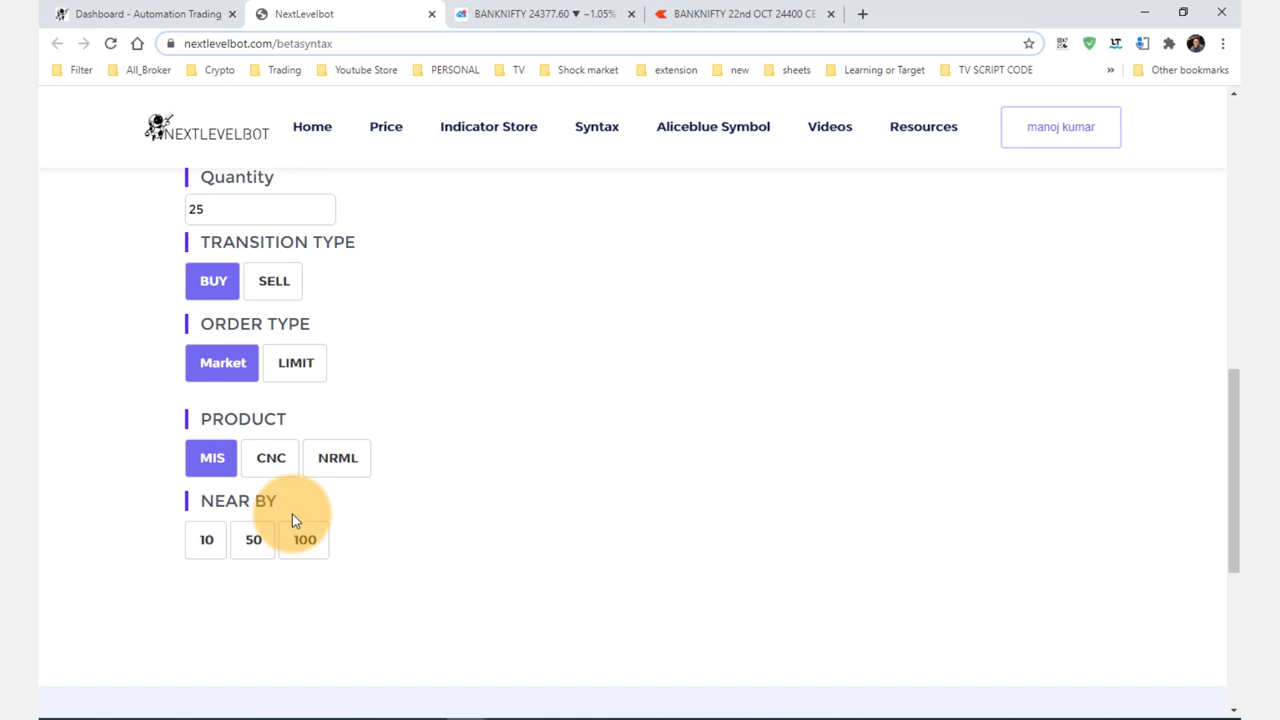 Dashboard - Automation Trading
NextLevelbot
BANKNIFTY 24377.60 ▼ −1.05%
BANKNIFTY 22nd OCT 24400 CE
nextlevelbot.com/betasyntax
Filter
All_Broker
Crypto
Trading
Youtube Store
PERSONAL
TV
Shock market
extension
new
sheets
Learning or Target
TV SCRIPT CODE
»
Other bookmarks
NEXTLEVELBOT
Home
Price
Indicator Store
Syntax
Aliceblue Symbol
Videos
Resources
manoj kumar
Quantity
25
TRANSITION TYPE
BUY SELL
ORDER TYPE
Market LIMIT
PRODUCT
MIS CNC NRML
NEAR BY
10 50 100